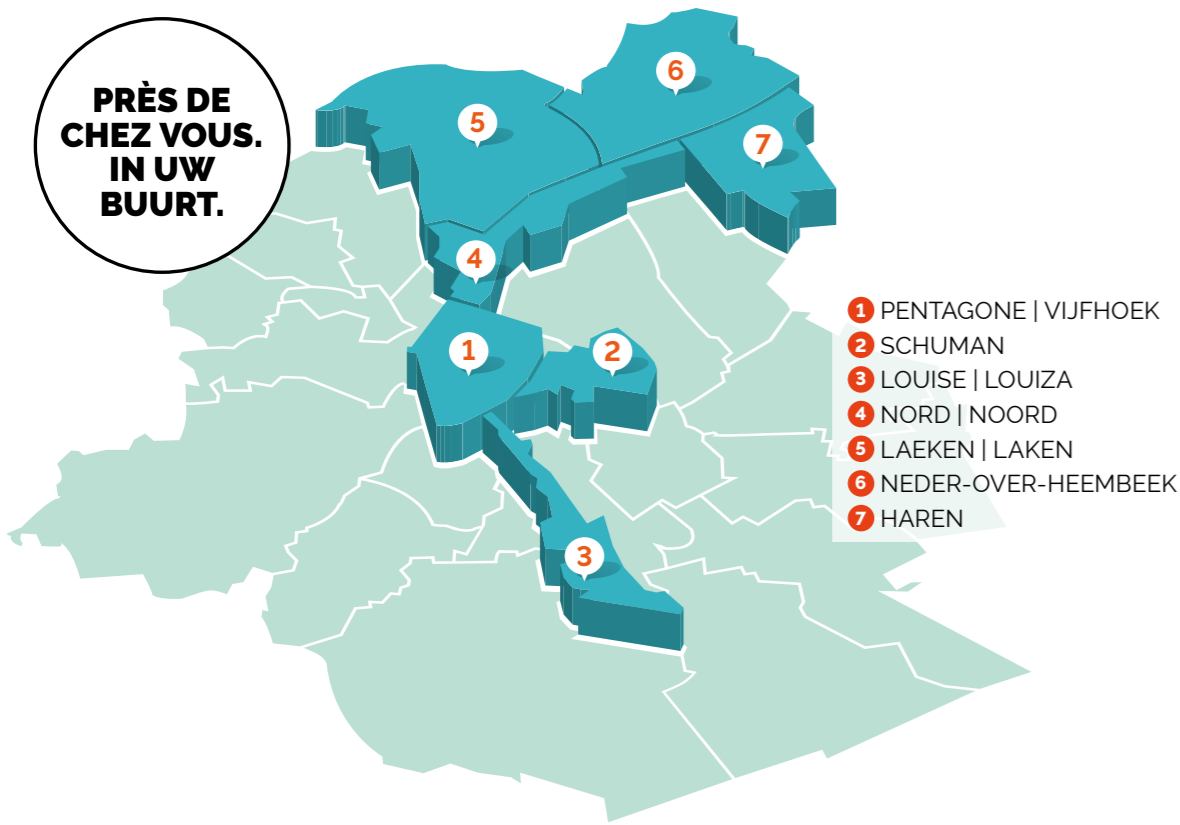 PRÈS DE
CHEZ VOUS.
IN UW
BUURT.
6
5
7
4
1
2
3
1 PENTAGONE | VIJFHOEK
2 SCHUMAN
3 LOUISE | LOUIZA
4 NORD | NOORD
5 LAEKEN | LAKEN
6 NEDER-OVER-HEEMBEEK
7 HAREN